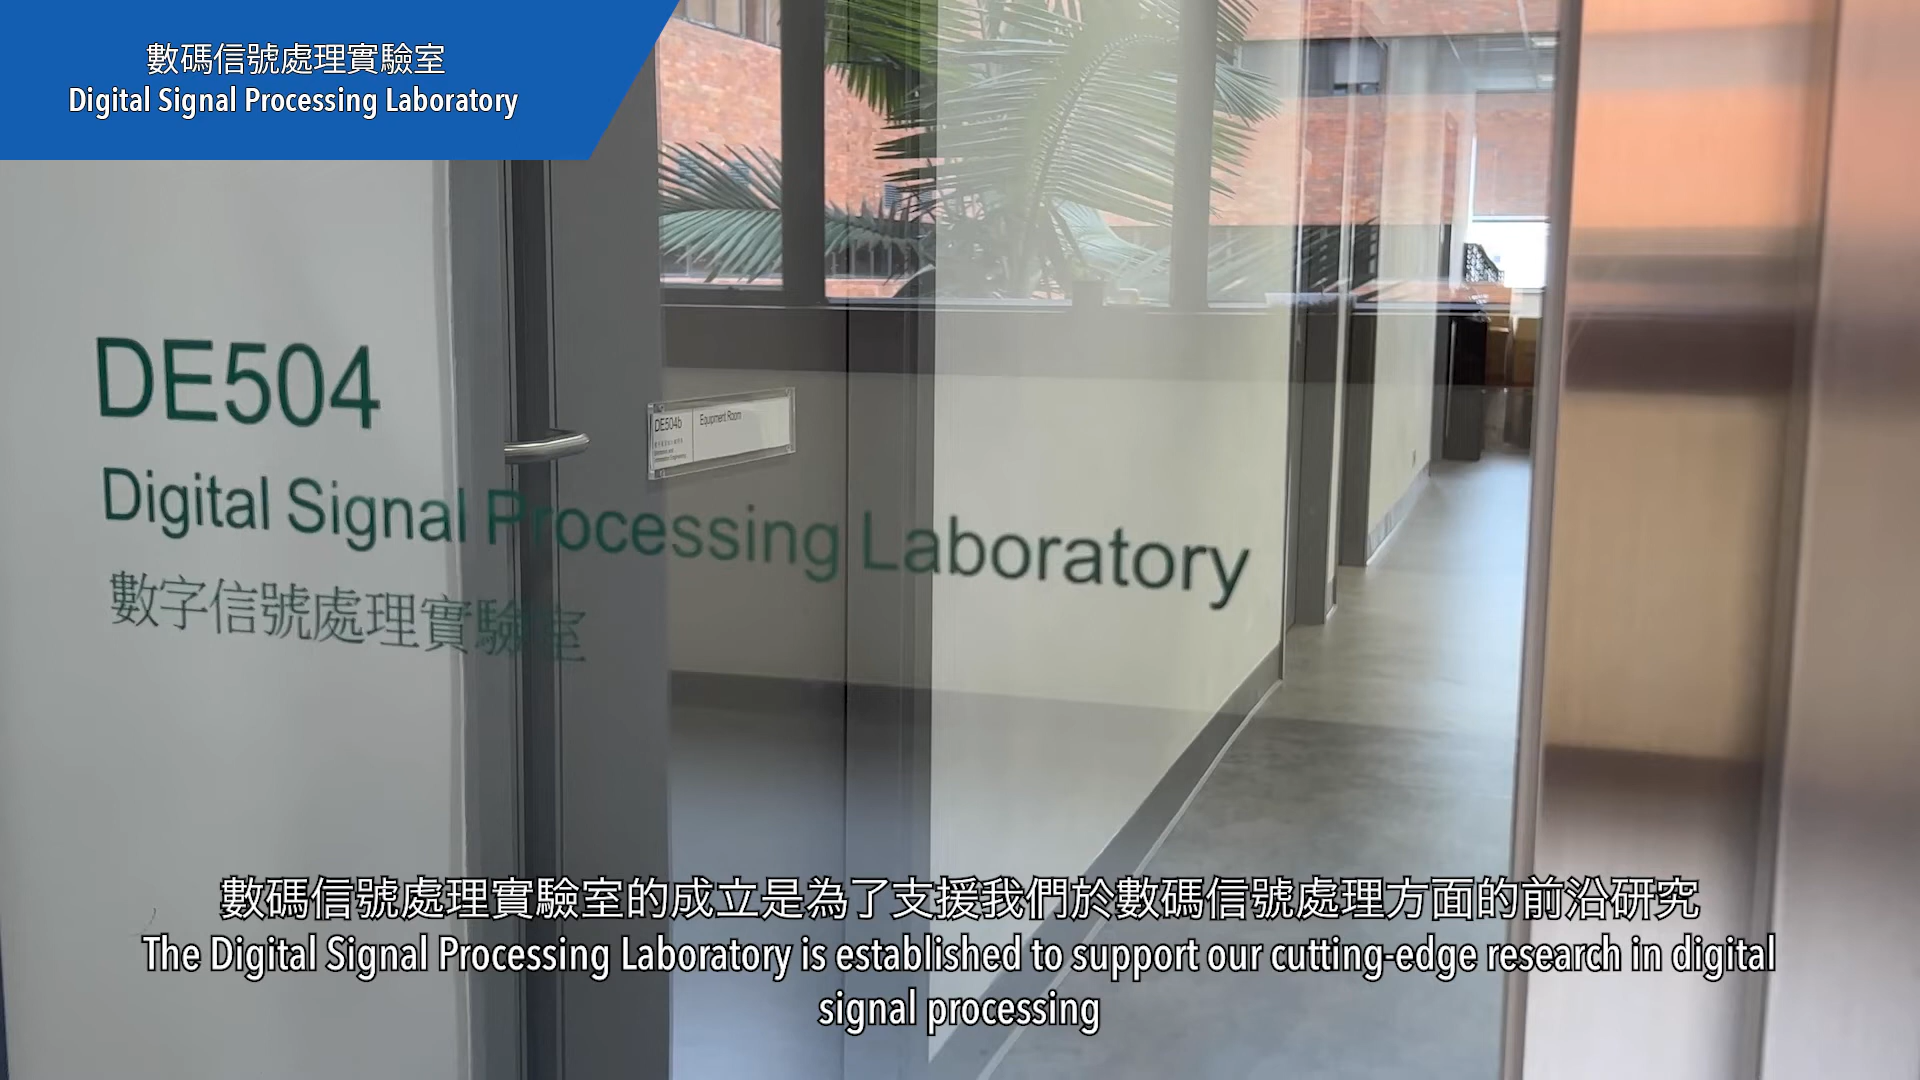 數碼信號處理實驗室
Digital Signal Processing Laboratory
DE504
Digital Signal Processing Laboratory
數字信號處理實驗室
DE504b
Equipment Room
數碼信號處理實驗室的成立是為了支援我們於數碼信號處理方面的前沿研究
The Digital Signal Processing Laboratory is established to support our cutting-edge research in digital
signal processing